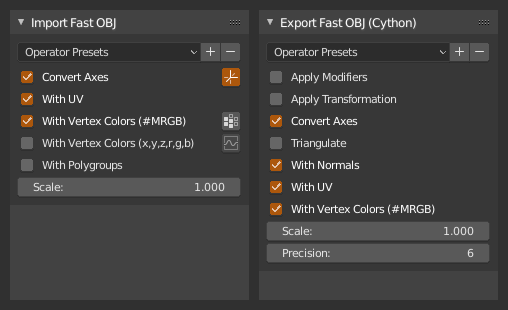 Import Fast OBJ
Operator Presets
Convert Axes
With UV
With Vertex Colors (#MRGB)
With Vertex Colors (x,y,z,r,g,b)
With Polygroups
Scale: 1.000
Export Fast OBJ (Cython)
Operator Presets
Apply Modifiers
Apply Transformation
Convert Axes
Triangulate
With Normals
With UV
With Vertex Colors (#MRGB)
Scale: 1.000
Precision: 6